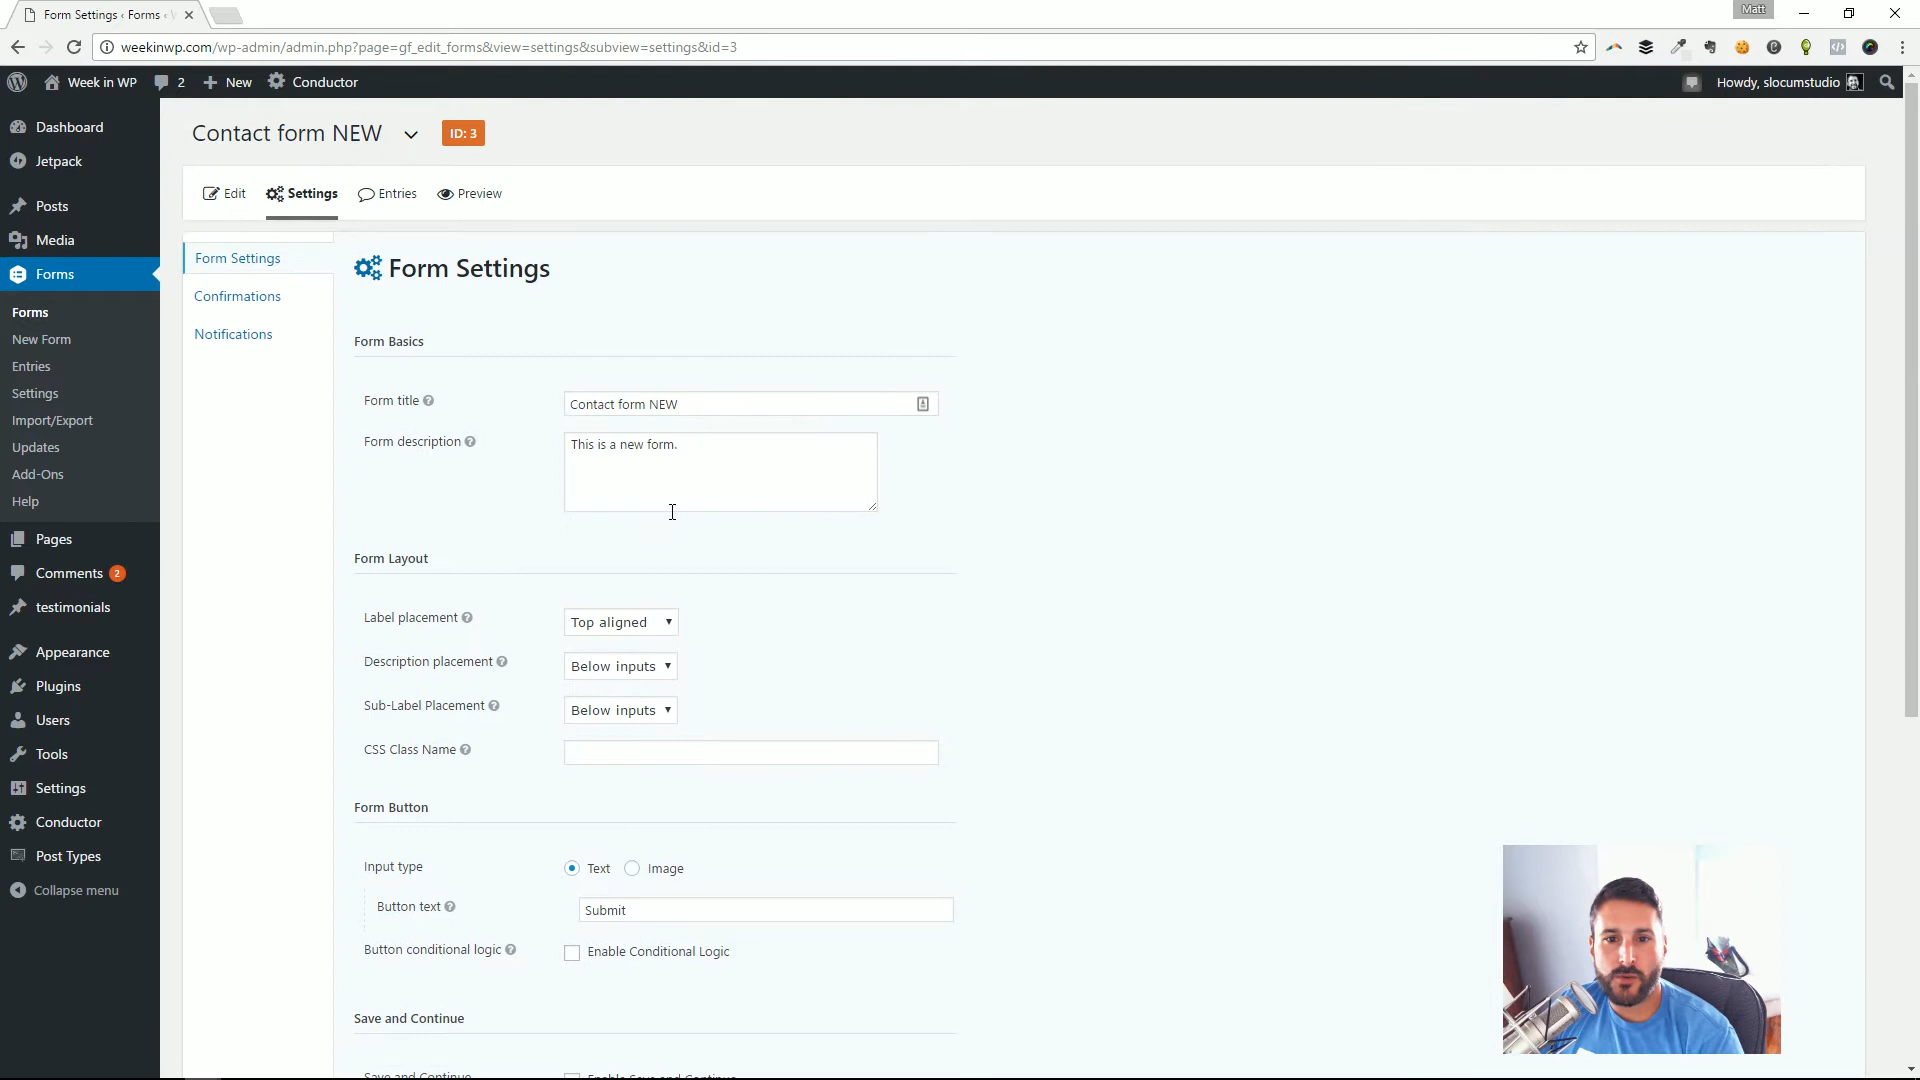 Form Settings ‹ Forms ‹
Matt
weekinwp.com/wp-admin/admin.php?page=gf_edit_forms&view=settings&subview=settings&id=3
Week in WP
2
New
Conductor
Howdy, slocumstudio
Dashboard
Jetpack
Posts
Media
Forms
Forms
New Form
Entries
Settings
Import/Export
Updates
Add-Ons
Help
Pages
Comments 2
testimonials
Appearance
Plugins
Users
Tools
Settings
Conductor
Post Types
Collapse menu
Contact form NEW
ID: 3
Edit
Settings
Entries
Preview
Form Settings
Confirmations
Notifications
Form Settings
Form Basics
Form title
Contact form NEW
Form description
This is a new form.
Form Layout
Label placement
Top aligned
Description placement
Below inputs
Sub-Label Placement
Below inputs
CSS Class Name
Form Button
Input type
Text
Image
Button text
Submit
Button conditional logic
Enable Conditional Logic
Save and Continue
Save and Continue
Enable Save and Continue